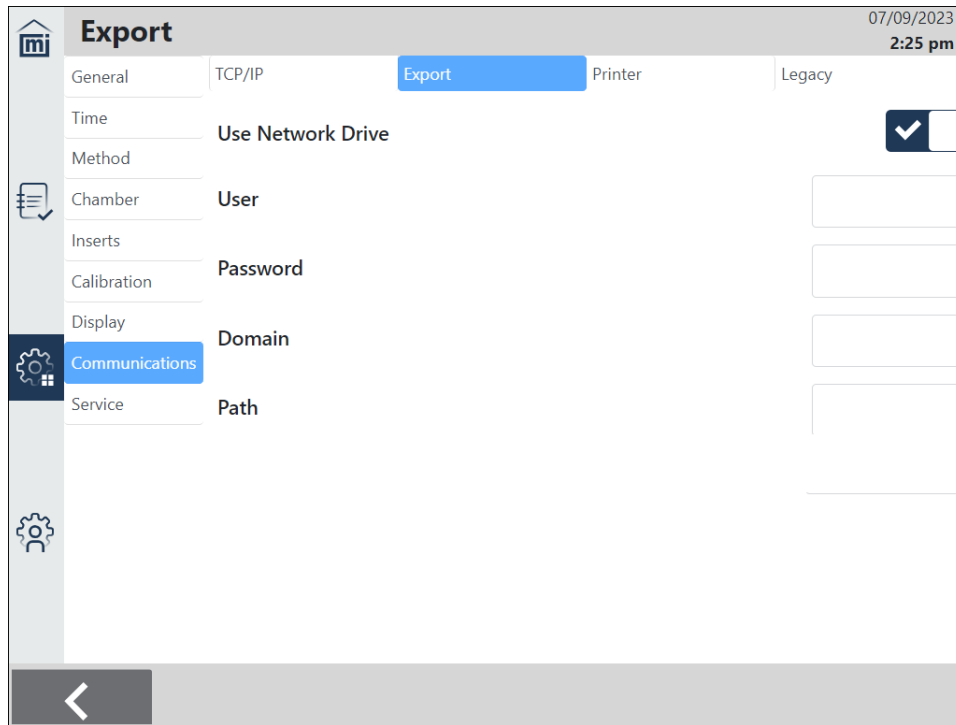 mi
Export
07/09/2023
2:25 pm
General
Time
Method
Chamber
Inserts
Calibration
Display
Communications
Service
TCP/IP
Export
Printer
Legacy
Use Network Drive
User
Password
Domain
Path